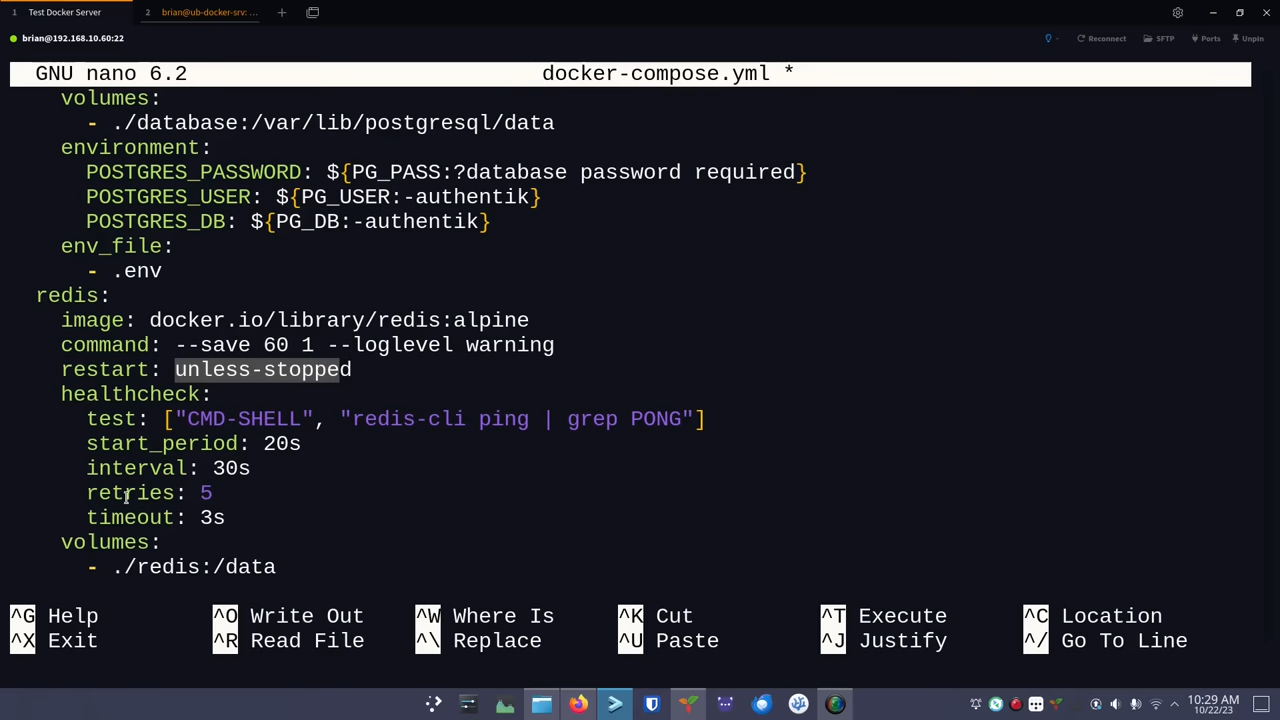 1 Test Docker Server 2 brian@ub-docker-srv: ...
brian@192.168.10.60:22 Reconnect SFTP Ports Unpin
GNU nano 6.2 docker-compose.yml *
volumes:
- ./database:/var/lib/postgresql/data
environment:
POSTGRES_PASSWORD: ${PG_PASS:?database password required}
POSTGRES_USER: ${PG_USER:-authentik}
POSTGRES_DB: ${PG_DB:-authentik}
env_file:
- .env
redis:
image: docker.io/library/redis:alpine
command: --save 60 1 --loglevel warning
restart: unless-stopped
healthcheck:
test: ["CMD-SHELL", "redis-cli ping | grep PONG"]
start_period: 20s
interval: 30s
retries: 5
timeout: 3s
volumes:
- ./redis:/data
^G Help ^O Write Out ^W Where Is ^K Cut ^T Execute ^C Location
^X Exit ^R Read File ^\ Replace ^U Paste ^J Justify ^/ Go To Line
10:29 AM
10/22/23